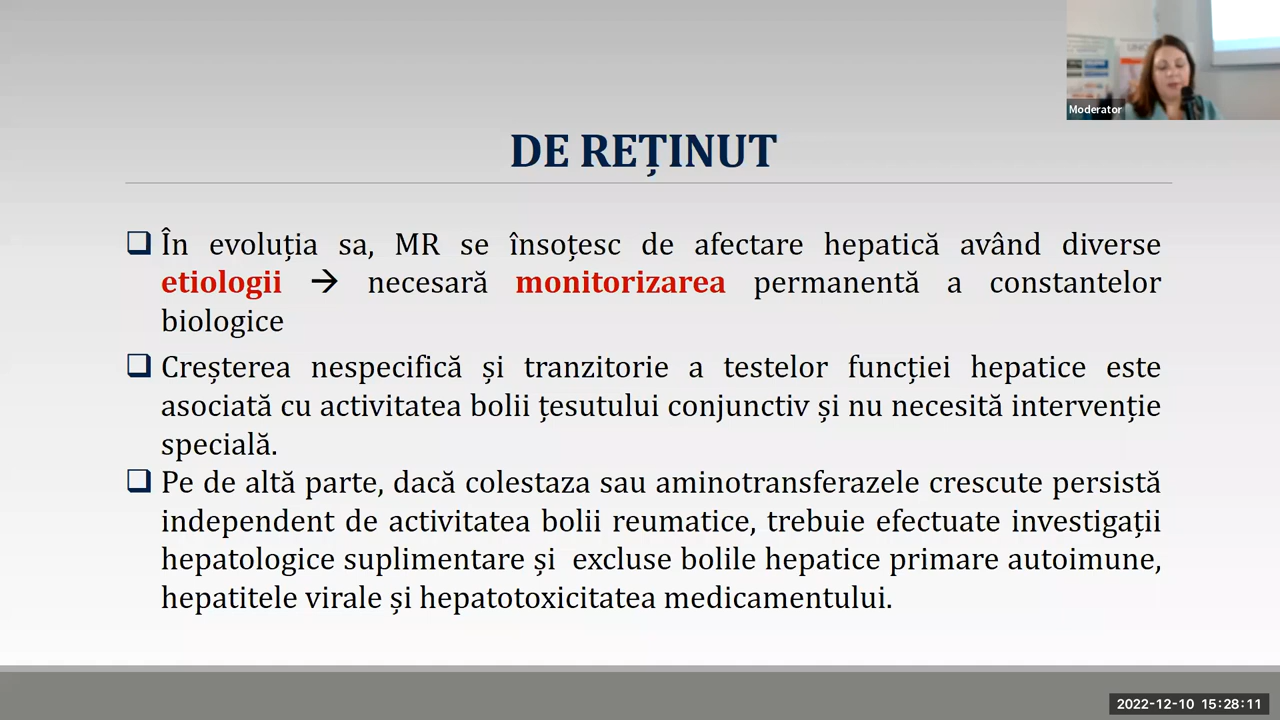 Moderator
DE REȚINUT
❑ În evoluția sa, MR se însoțesc de afectare hepatică având diverse
etiologii → necesară monitorizarea permanentă a constantelor
biologice
❑ Creșterea nespecifică și tranzitorie a testelor funcției hepatice este
asociată cu activitatea bolii țesutului conjunctiv și nu necesită intervenție
specială.
❑ Pe de altă parte, dacă colestaza sau aminotransferazele crescute persistă
independent de activitatea bolii reumatice, trebuie efectuate investigații
hepatologice suplimentare și excluse bolile hepatice primare autoimune,
hepatitele virale și hepatotoxicitatea medicamentului.
2022-12-10 15:28:11